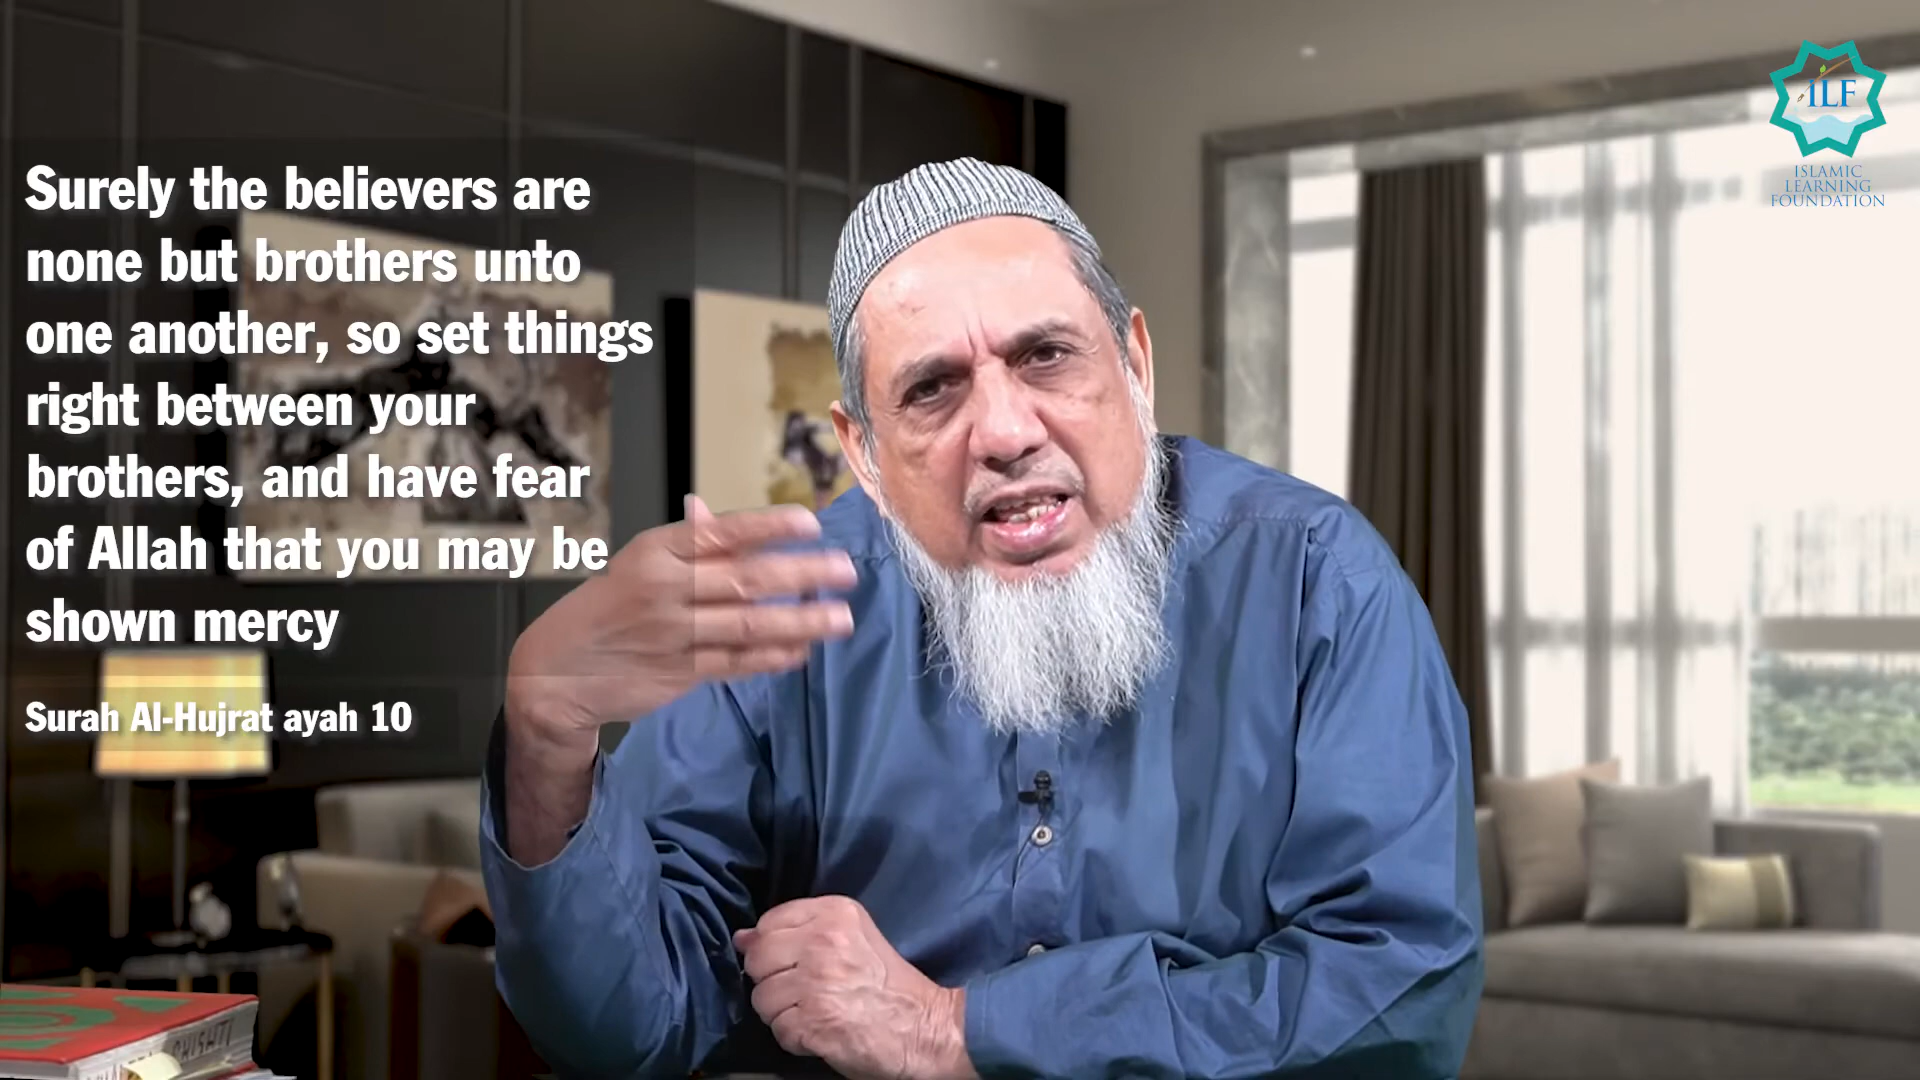 Surely the believers are
none but brothers unto
one another, so set things
right between your
brothers, and have fear
of Allah that you may be
shown mercy
Surah Al-Hujrat ayah 10
ILF
ISLAMIC
LEARNING
FOUNDATION